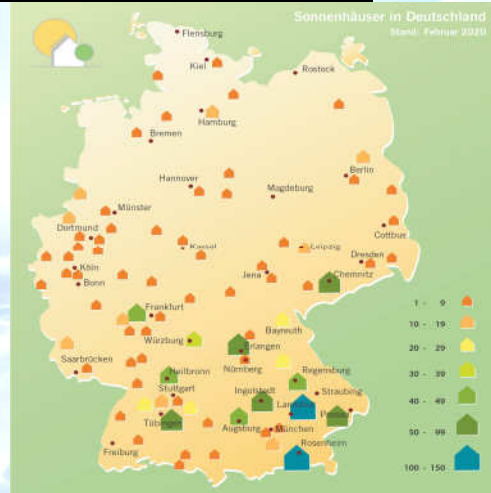 Sonnenhäuser in Deutschland
Stand: Februar 2020
Flensburg
Kiel
Rostock
Hamburg
Bremen
Berlin
Hannover
Magdeburg
Münster
Dortmund
Cottbus
Kassel
Leipzig
Dresden
Köln
Jena
Chemnitz
Bonn
Frankfurt
Bayreuth
Würzburg
Erlangen
Saarbrücken
Nürnberg
Heilbronn
Regensburg
Stuttgart
Ingolstadt
Straubing
Landshut
Passau
Tübingen
Augsburg
München
Freiburg
Rosenheim
1 - 9
10 - 19
20 - 29
30 - 39
40 - 49
50 - 99
100 - 150